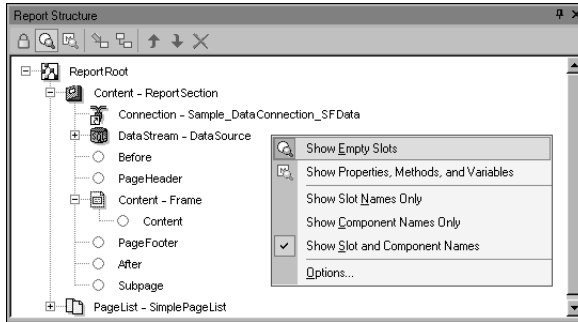 Report Structure
ReportRoot
Content - ReportSection
Connection - Sample_DataConnection_SFData
DataStream - DataSource
Before
PageHeader
Content - Frame
Content
PageFooter
After
Subpage
PageList - SimplePageList
Show Empty Slots
Show Properties, Methods, and Variables
Show Slot Names Only
Show Component Names Only
Show Slot and Component Names
Options...